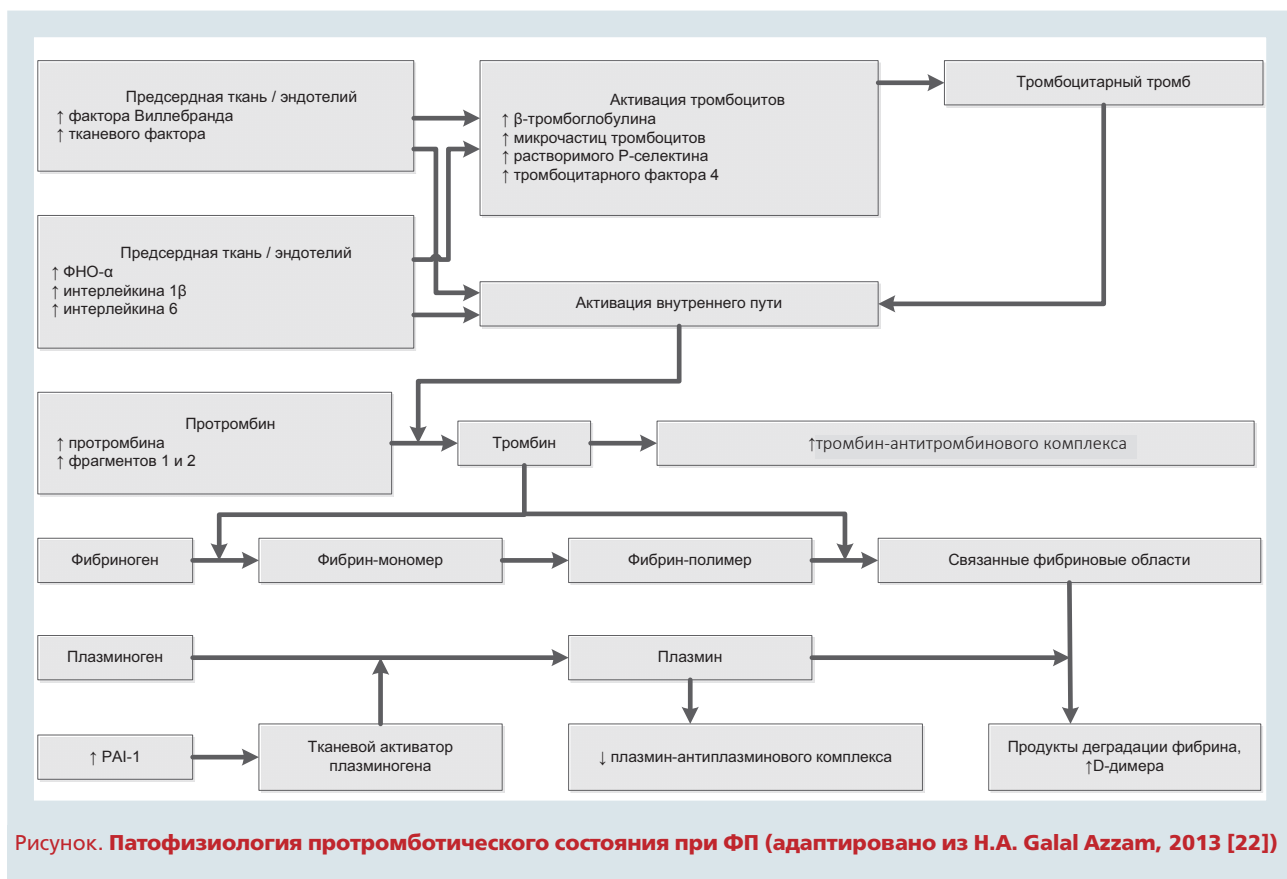 Предсердная ткань / эндотелий
↑ фактора Виллебранда
↑ тканевого фактора
Активация тромбоцитов
↑ β-тромбоглобулина
↑ микрочастиц тромбоцитов
↑ растворимого Р-селектина
↑ тромбоцитарного фактора 4
Тромбоцитарный тромб
Предсердная ткань / эндотелий
↑ ФНО-α
↑ интерлейкина 1β
↑ интерлейкина 6
Активация внутреннего пути
Протромбин
↑ протромбина
↑ фрагментов 1 и 2
Тромбин
↑тромбин-антитромбинового комплекса
Фибриноген
Фибрин-мономер
Фибрин-полимер
Связанные фибриновые области
Плазминоген
Плазмин
↑ PAI-1
Тканевой активатор
плазминогена
↓ плазмин-антиплазминового комплекса
Продукты деградации фибрина,
↑D-димера
Рисунок. Патофизиология протромботического состояния при ФП (адаптировано из H.A. Galal Azzam, 2013 [22])